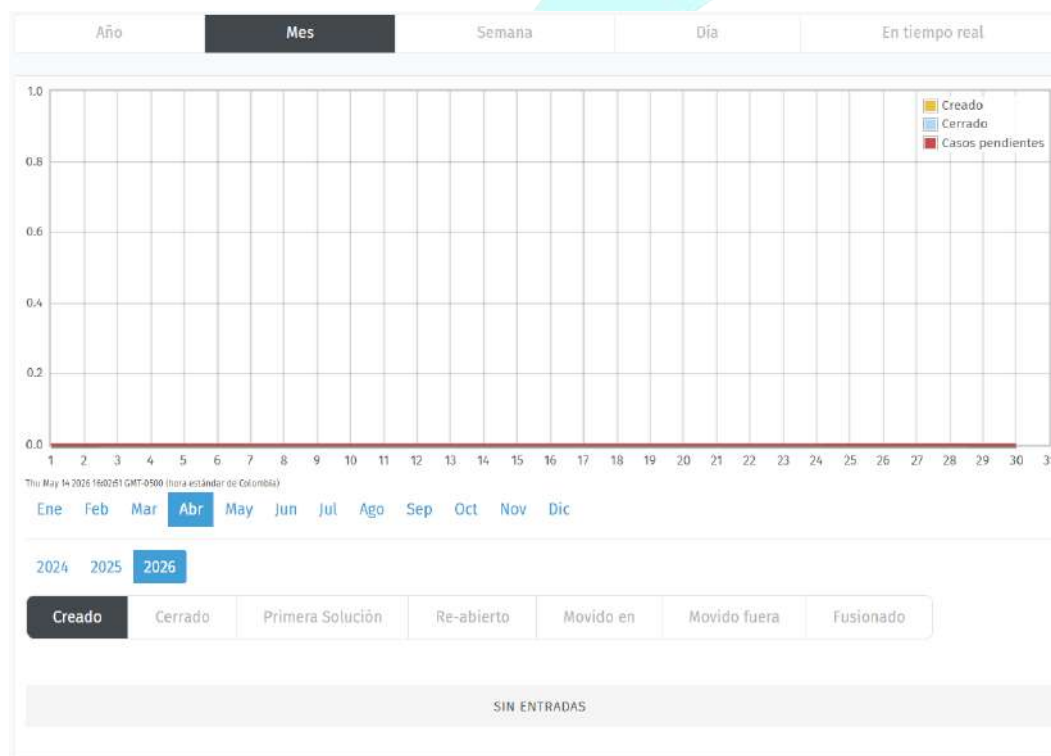 Año Mes Semana Día En tiempo real
1.0
Creado
Cerrado
Casos pendientes
0.8
0.6
0.4
0.2
0.0
1 2 3 4 5 6 7 8 9 10 11 12 13 14 15 16 17 18 19 20 21 22 23 24 25 26 27 28 29 30
Thu May 14 2026 16:02:51 GMT-0500 (hora estándar de Colombia)
Ene Feb Mar Abr May Jun Jul Ago Sep Oct Nov Dic
2024 2025 2026
Creado Cerrado Primera Solución Re-abierto Movido en Movido fuera Fusionado
SIN ENTRADAS